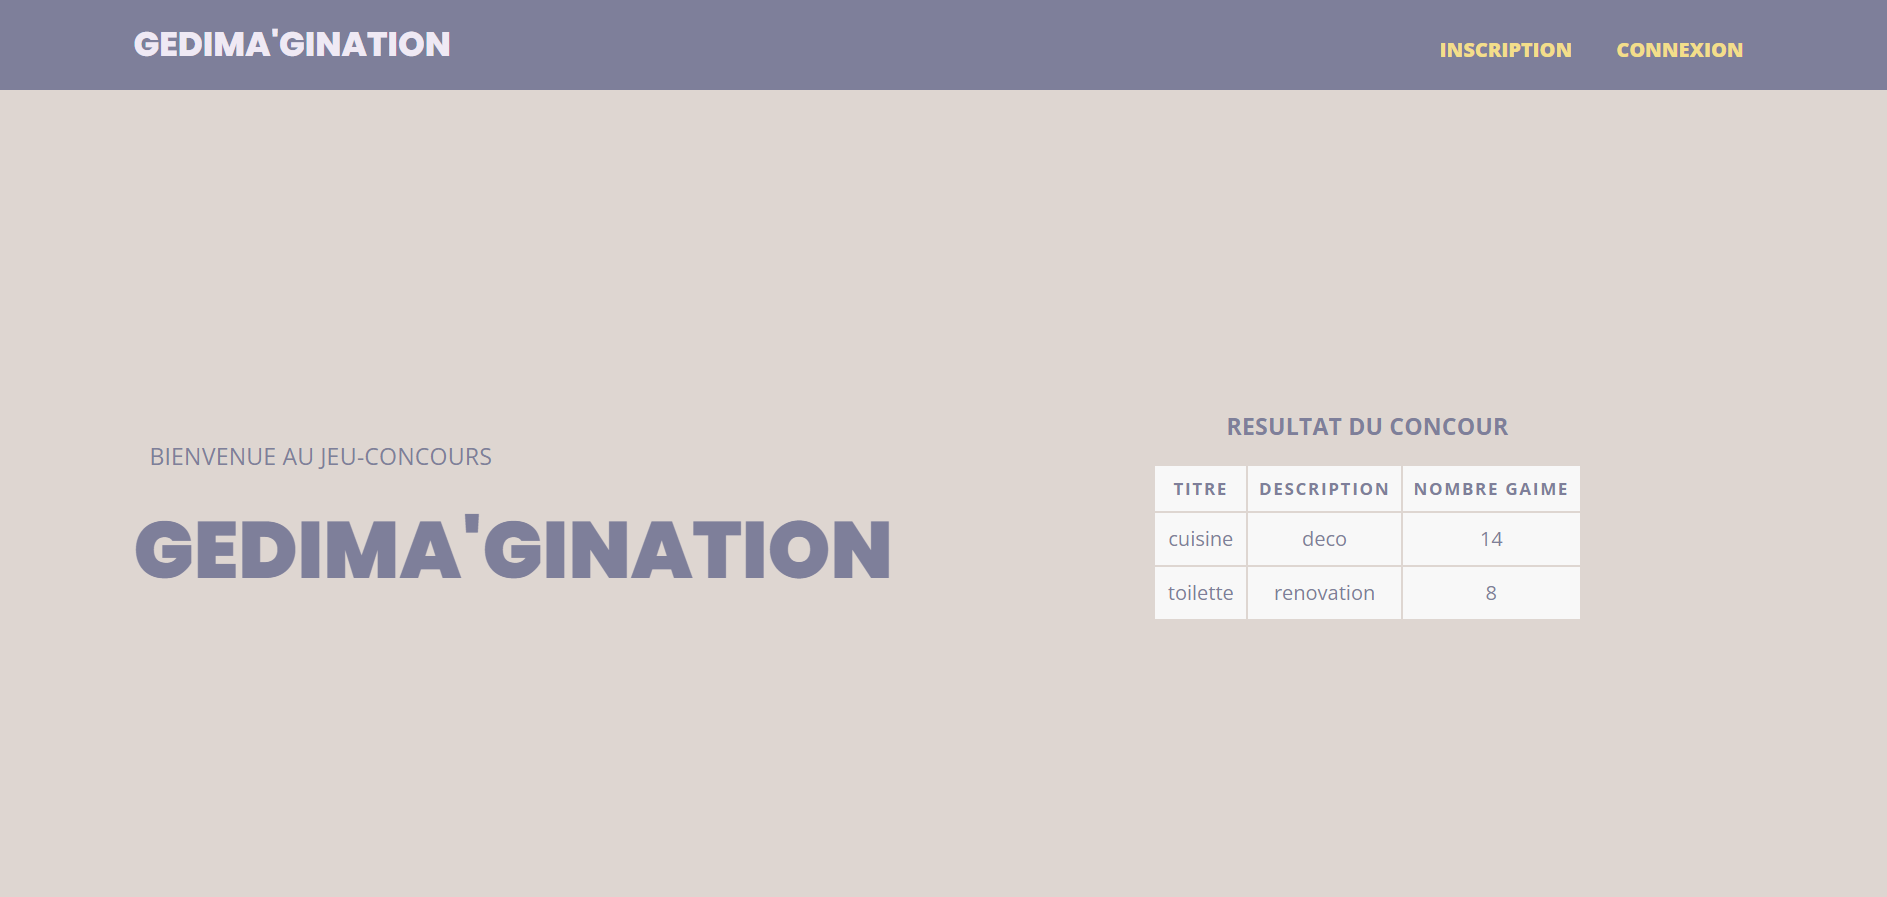 GEDIMA'GINATION
INSCRIPTION CONNEXION
BIENVENUE AU JEU-CONCOURS
GEDIMA'GINATION
RESULTAT DU CONCOUR
TITRE DESCRIPTION NOMBRE GAIME
cuisine deco 14
toilette renovation 8